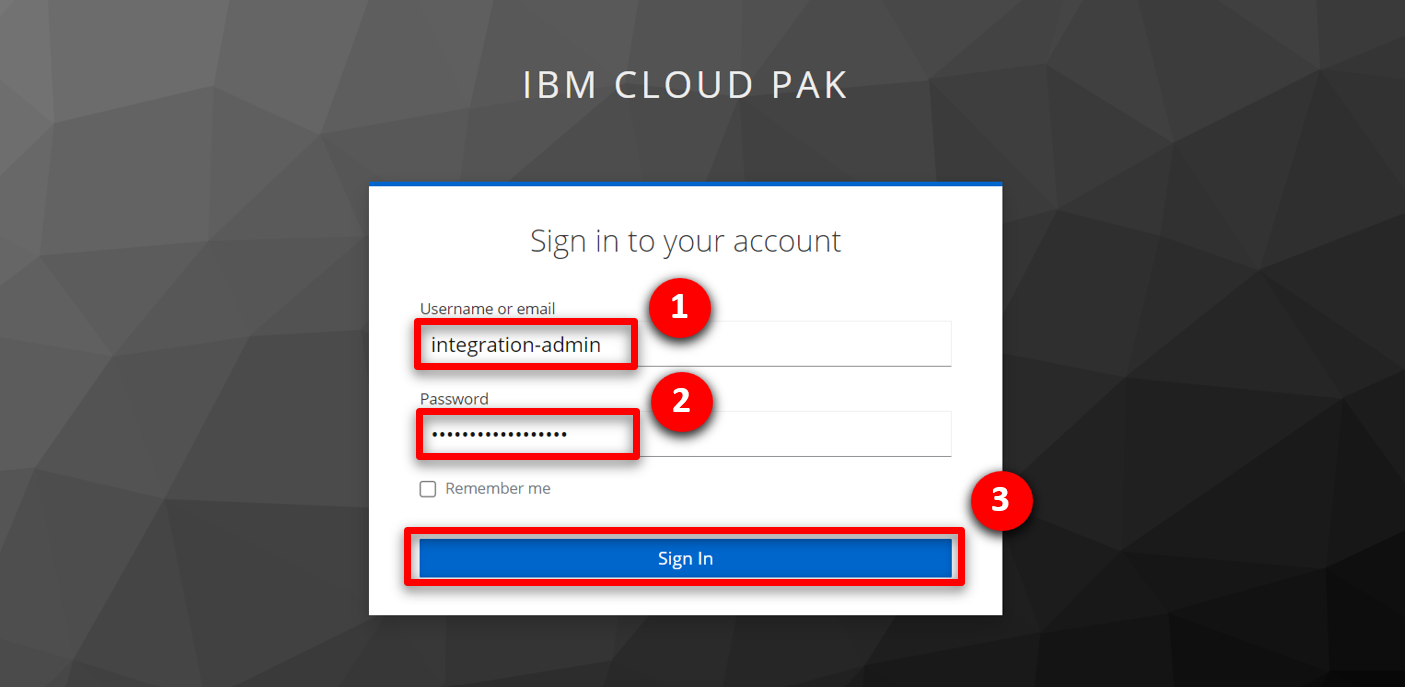 IBM CLOUD PAK
Sign in to your account
Username or email
1
integration-admin
Password
2
••••••••••••••••••
Remember me
3
Sign In